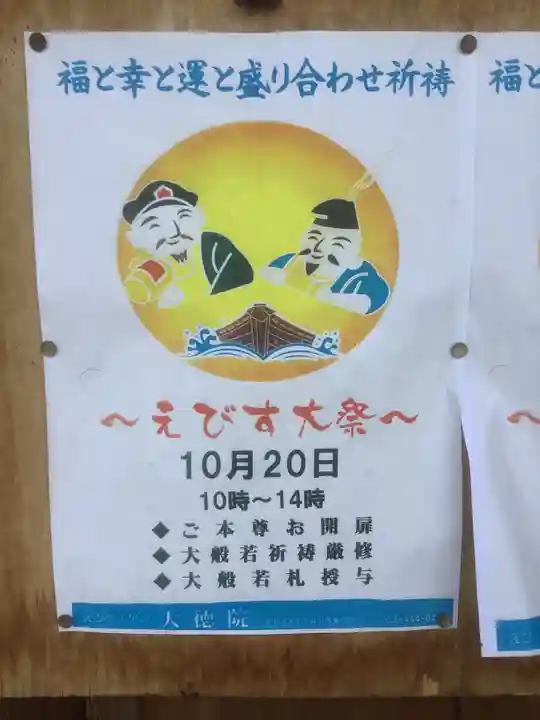 福と幸と運と盛り合わせ祈祷
～えびす大祭～
10月20日
10時～14時
◆ご本尊お開扉
◆大般若祈祷厳修
◆大般若札授与
大徳院
福と